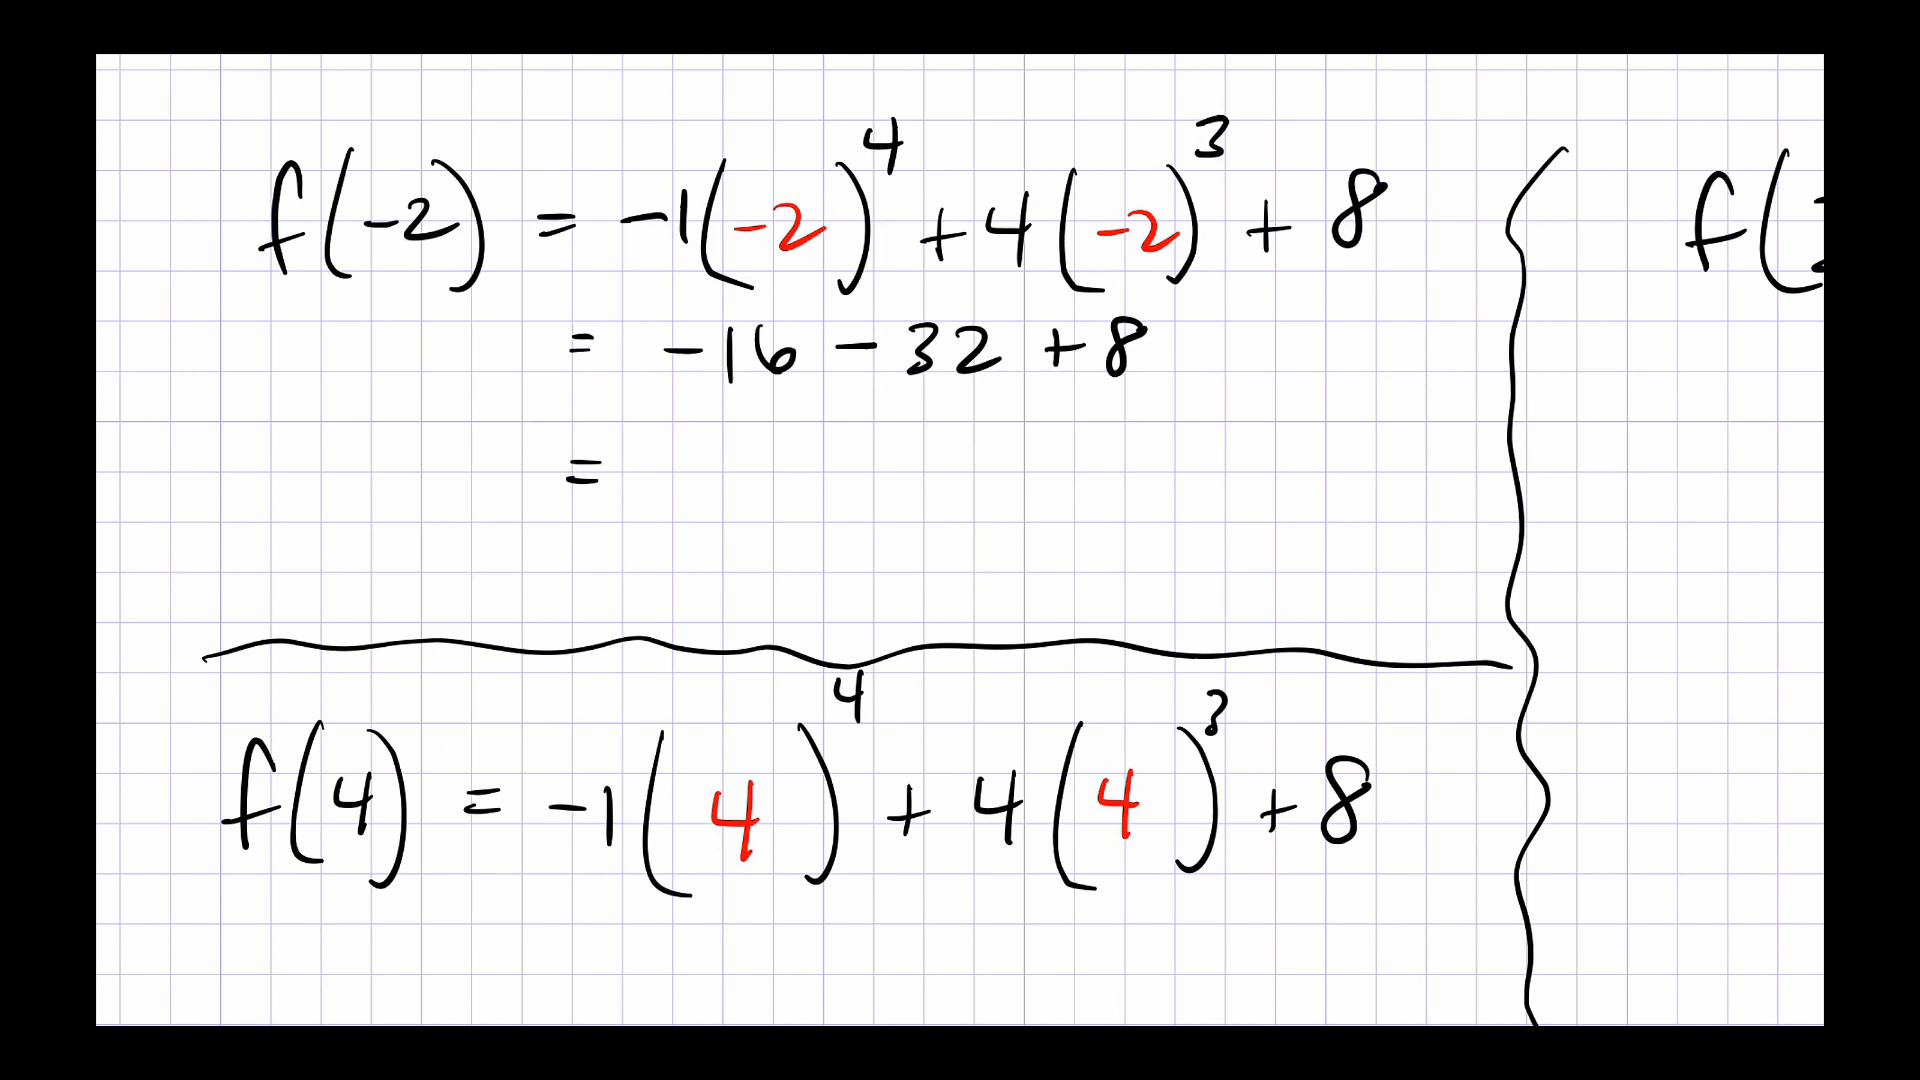 f(-2) = -1(-2)⁴ + 4(-2)³ + 8
= -16 - 32 + 8
=
f(4) = -1(4)⁴ + 4(4)³ + 8
f(